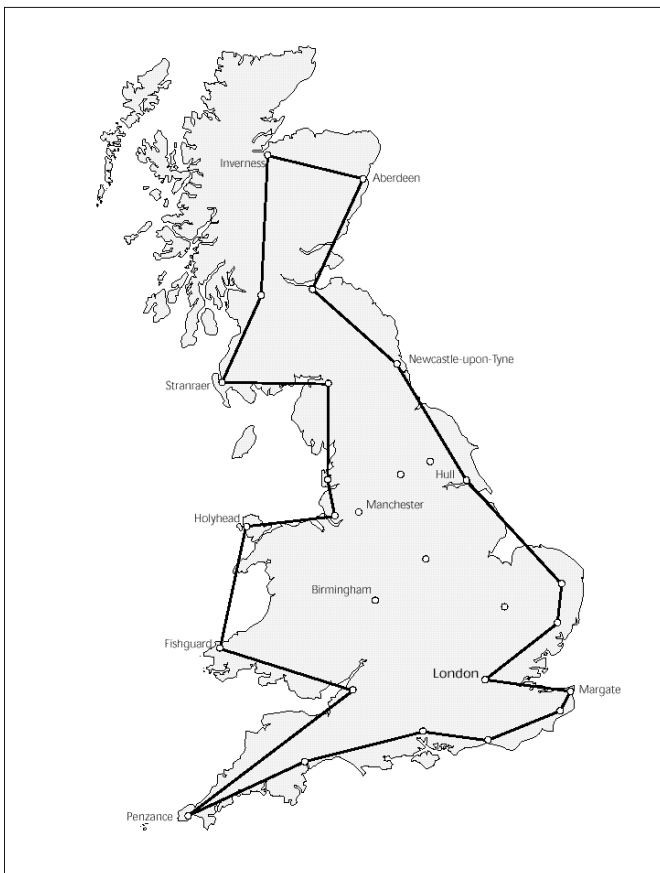 Inverness
Aberdeen
Newcastle-upon-Tyne
Stranraer
Hull
Manchester
Holyhead
Birmingham
Fishguard
London
Margate
Penzance